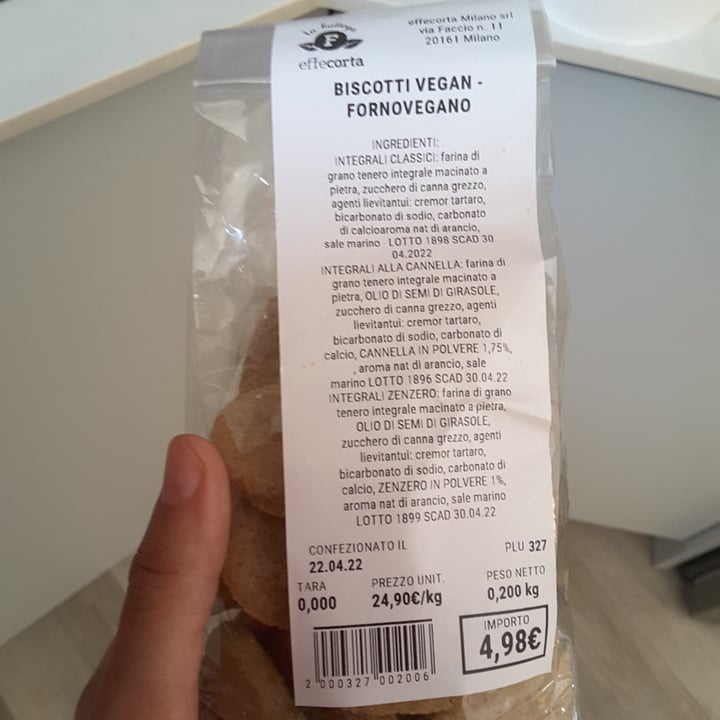 la bottega
F
effecorta
effecorta Milano srl
via Faccio n. 11
20161 Milano
BISCOTTI VEGAN -
FORNOVEGANO
INGREDIENTI:
INTEGRALI CLASSICI: farina di
grano tenero integrale macinato a
pietra, zucchero di canna grezzo,
agenti lievitantui: cremor tartaro,
bicarbonato di sodio, carbonato
di calcioaroma nat di arancio,
sale marino - LOTTO 1898 SCAD 30.
04.2022
INTEGRALI ALLA CANNELLA: farina di
grano tenero integrale macinato a
pietra, OLIO DI SEMI DI GIRASOLE,
zucchero di canna grezzo, agenti
lievitantui: cremor tartaro,
bicarbonato di sodio, carbonato di
calcio, CANNELLA IN POLVERE 1,75%,
, aroma nat di arancio, sale
marino LOTTO 1896 SCAD 30.04.22
INTEGRALI ZENZERO: farina di grano
tenero integrale macinato a pietra,
OLIO DI SEMI DI GIRASOLE,
zucchero di canna grezzo, agenti
lievitantui: cremor tartaro,
bicarbonato di sodio, carbonato di
calcio, ZENZERO IN POLVERE 1%,
aroma nat di arancio, sale marino
LOTTO 1899 SCAD 30.04.22
CONFEZIONATO IL
22.04.22
PLU 327
TARA
0,000
PREZZO UNIT.
24,90€/kg
PESO NETTO
0,200 kg
IMPORTO
4,98€
2 000327 002006